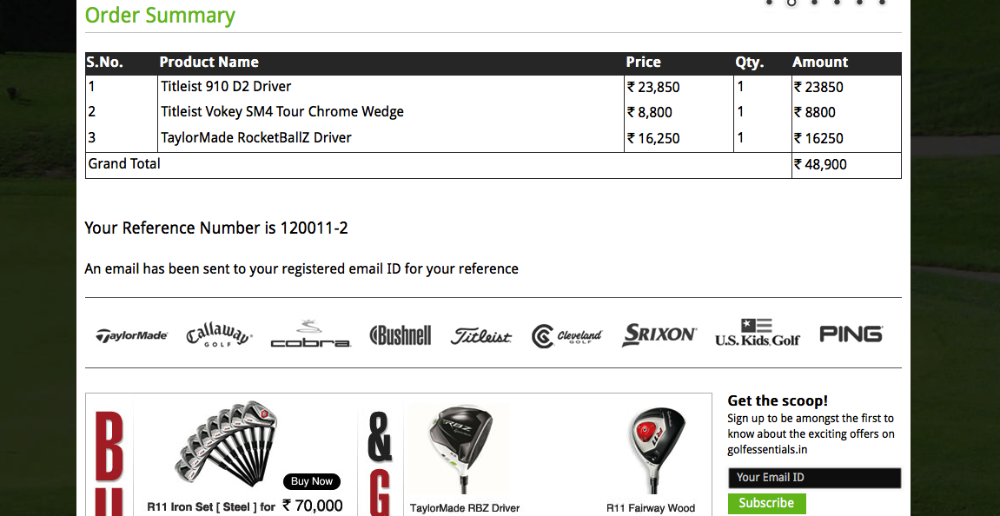 Order Summary
S.No. Product Name Price Qty. Amount
1 Titleist 910 D2 Driver ₹ 23,850 1 ₹ 23850
2 Titleist Vokey SM4 Tour Chrome Wedge ₹ 8,800 1 ₹ 8800
3 TaylorMade RocketBallZ Driver ₹ 16,250 1 ₹ 16250
Grand Total ₹ 48,900
Your Reference Number is 120011-2
An email has been sent to your registered email ID for your reference
TaylorMade Callaway GOLF cobra Bushnell Titleist Cleveland GOLF SRIXON U.S. Kids Golf PING
BU
Buy Now
R11 Iron Set [ Steel ] for ₹ 70,000
& G
RBZ
TaylorMade RBZ Driver
R11
R11 Fairway Wood
Get the scoop!
Sign up to be amongst the first to
know about the exciting offers on
golfessentials.in
Your Email ID
Subscribe